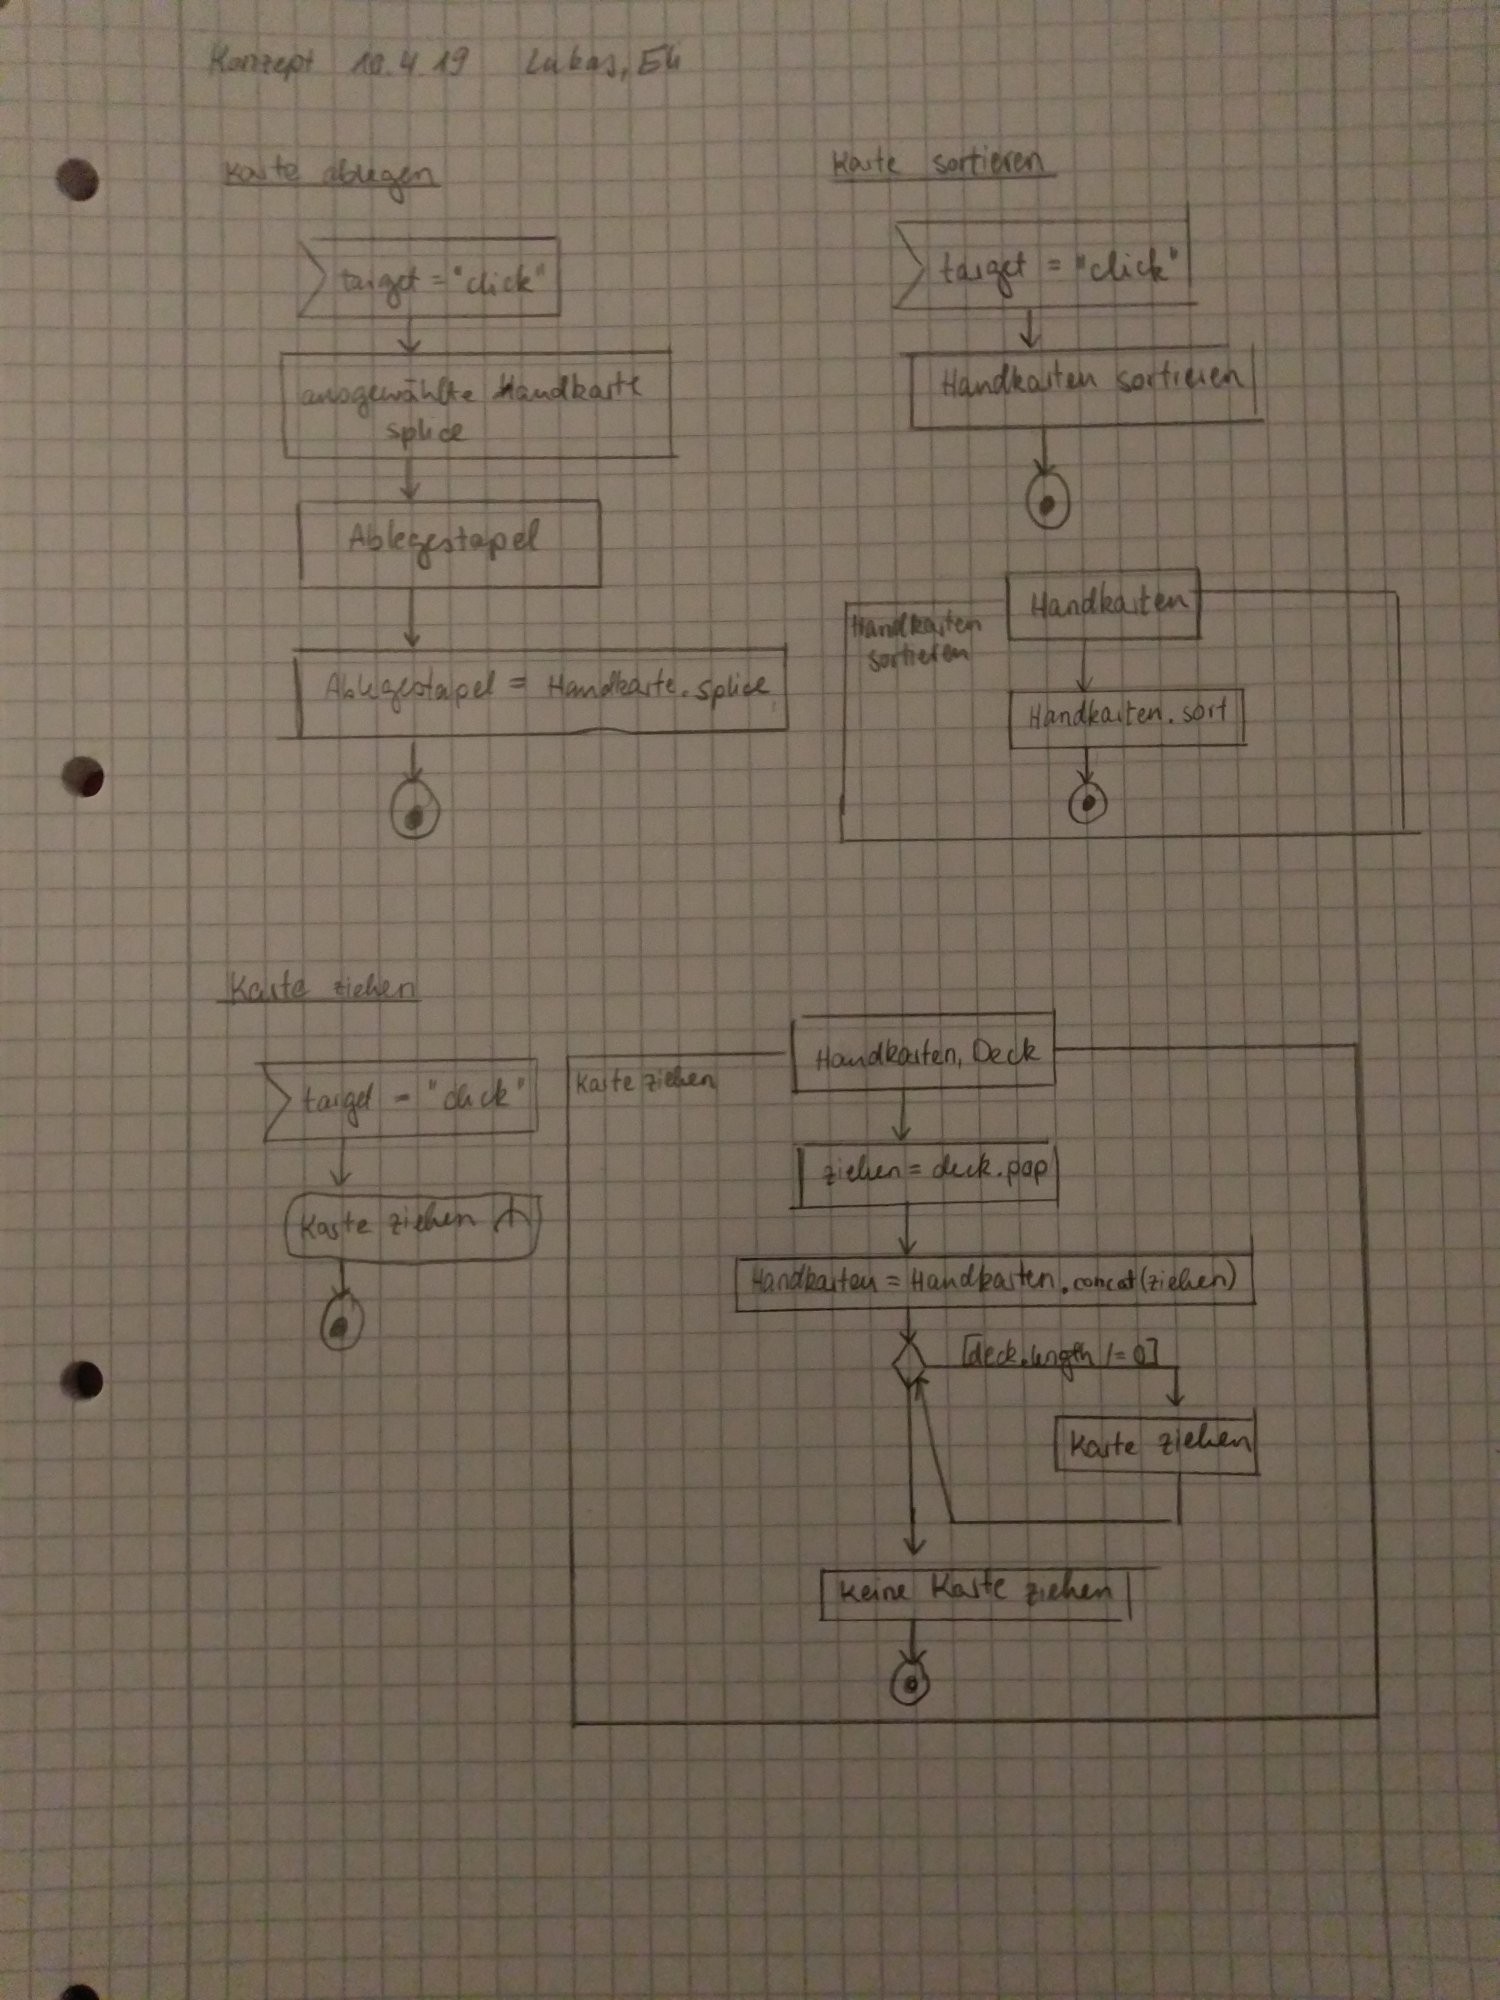 Konzept 10.4.19 Lukas,
Karte ablegen
target = "click"
ausgewählte Handkarte
splice
Ablegestapel
Ablegestapel = Handkarte.splice
Karte sortieren
target = "click"
Handkarten sortieren
Handkarten
sortieren
Handkarten
Handkarten.sort
Karte ziehen
target = "click"
Karte ziehen
Karte ziehen
Handkarten, Deck
ziehen = deck.pop
Handkarten = Handkarten.concat(ziehen)
[deck.length != 0]
Karte ziehen
Keine Karte ziehen